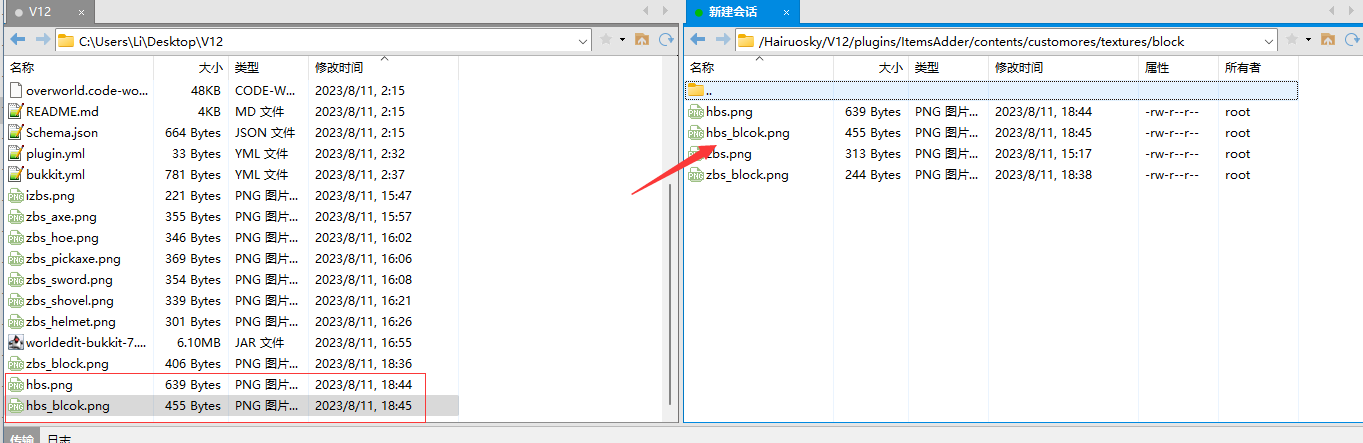 V12 ×
C:\Users\Li\Desktop\V12
名称 大小 类型 修改时间
overworld.code-wo... 48KB CODE-W... 2023/8/11, 2:15
README.md 4KB MD 文件 2023/8/11, 2:15
Schema.json 664 Bytes JSON 文件 2023/8/11, 2:15
plugin.yml 33 Bytes YML 文件 2023/8/11, 2:32
bukkit.yml 781 Bytes YML 文件 2023/8/11, 2:37
izbs.png 221 Bytes PNG 图片... 2023/8/11, 15:47
zbs_axe.png 355 Bytes PNG 图片... 2023/8/11, 15:57
zbs_hoe.png 346 Bytes PNG 图片... 2023/8/11, 16:02
zbs_pickaxe.png 369 Bytes PNG 图片... 2023/8/11, 16:06
zbs_sword.png 354 Bytes PNG 图片... 2023/8/11, 16:08
zbs_shovel.png 339 Bytes PNG 图片... 2023/8/11, 16:21
zbs_helmet.png 301 Bytes PNG 图片... 2023/8/11, 16:26
worldedit-bukkit-7.... 6.10MB JAR 文件 2023/8/11, 16:55
zbs_block.png 406 Bytes PNG 图片... 2023/8/11, 18:36
hbs.png 639 Bytes PNG 图片... 2023/8/11, 18:44
hbs_blcok.png 455 Bytes PNG 图片... 2023/8/11, 18:45
传输 日志
新建会话 ×
/Hairuosky/V12/plugins/ItemsAdder/contents/customores/textures/block
名称 大小 类型 修改时间 属性 所有者
..
hbs.png 639 Bytes PNG 图片... 2023/8/11, 18:44 -rw-r--r-- root
hbs_blcok.png 455 Bytes PNG 图片... 2023/8/11, 18:45 -rw-r--r-- root
zbs.png 313 Bytes PNG 图片... 2023/8/11, 15:17 -rw-r--r-- root
zbs_block.png 244 Bytes PNG 图片... 2023/8/11, 18:38 -rw-r--r-- root